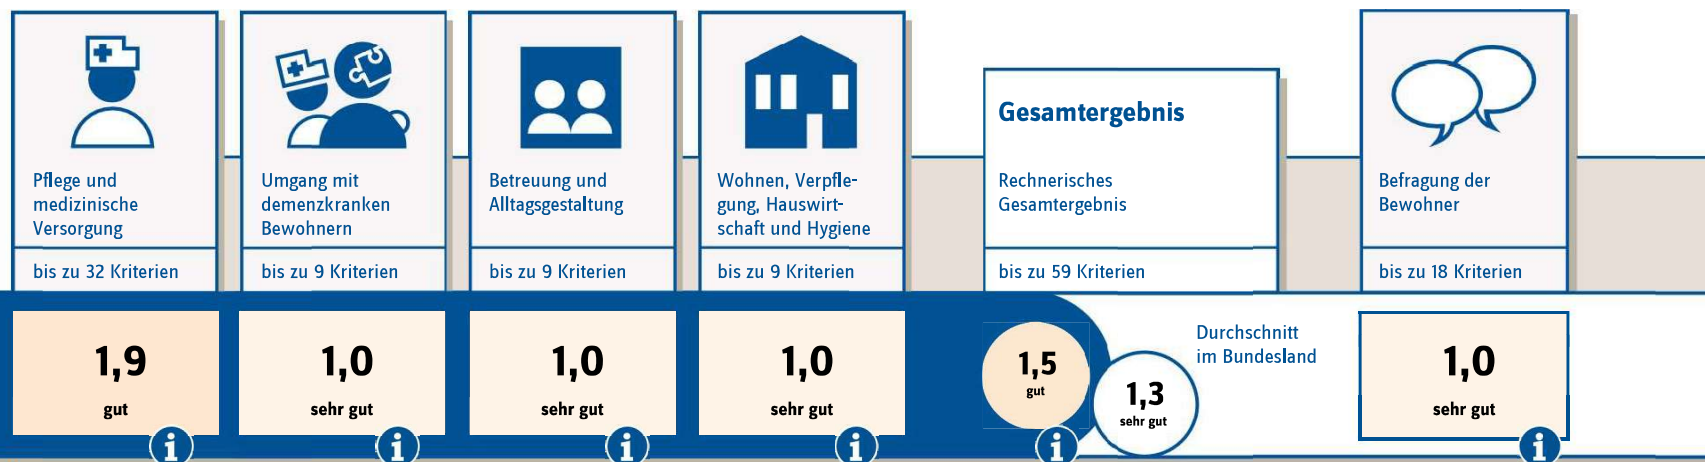 Pflege und
medizinische
Versorgung
bis zu 32 Kriterien
1,9
gut
i
Umgang mit
demenzkranken
Bewohnern
bis zu 9 Kriterien
1,0
sehr gut
i
Betreuung und
Alltagsgestaltung
bis zu 9 Kriterien
1,0
sehr gut
i
Wohnen, Verpfle-
gung, Hauswirt-
schaft und Hygiene
bis zu 9 Kriterien
1,0
sehr gut
i
Gesamtergebnis
Rechnerisches
Gesamtergebnis
bis zu 59 Kriterien
1,5
gut
i
1,3
sehr gut
Durchschnitt
im Bundesland
Befragung der
Bewohner
bis zu 18 Kriterien
1,0
sehr gut
i